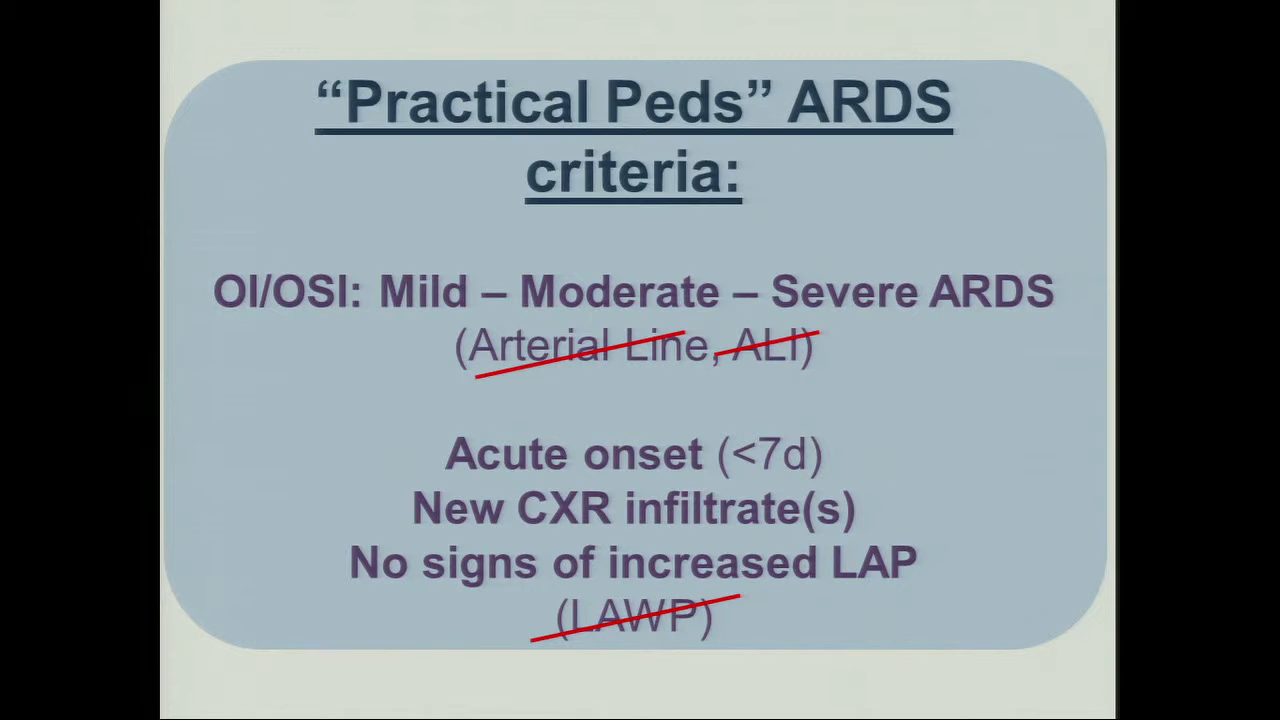 “Practical Peds” ARDS
criteria:
OI/OSI: Mild – Moderate – Severe ARDS
(Arterial Line, ALI)
Acute onset (<7d)
New CXR infiltrate(s)
No signs of increased LAP
(LAWP)